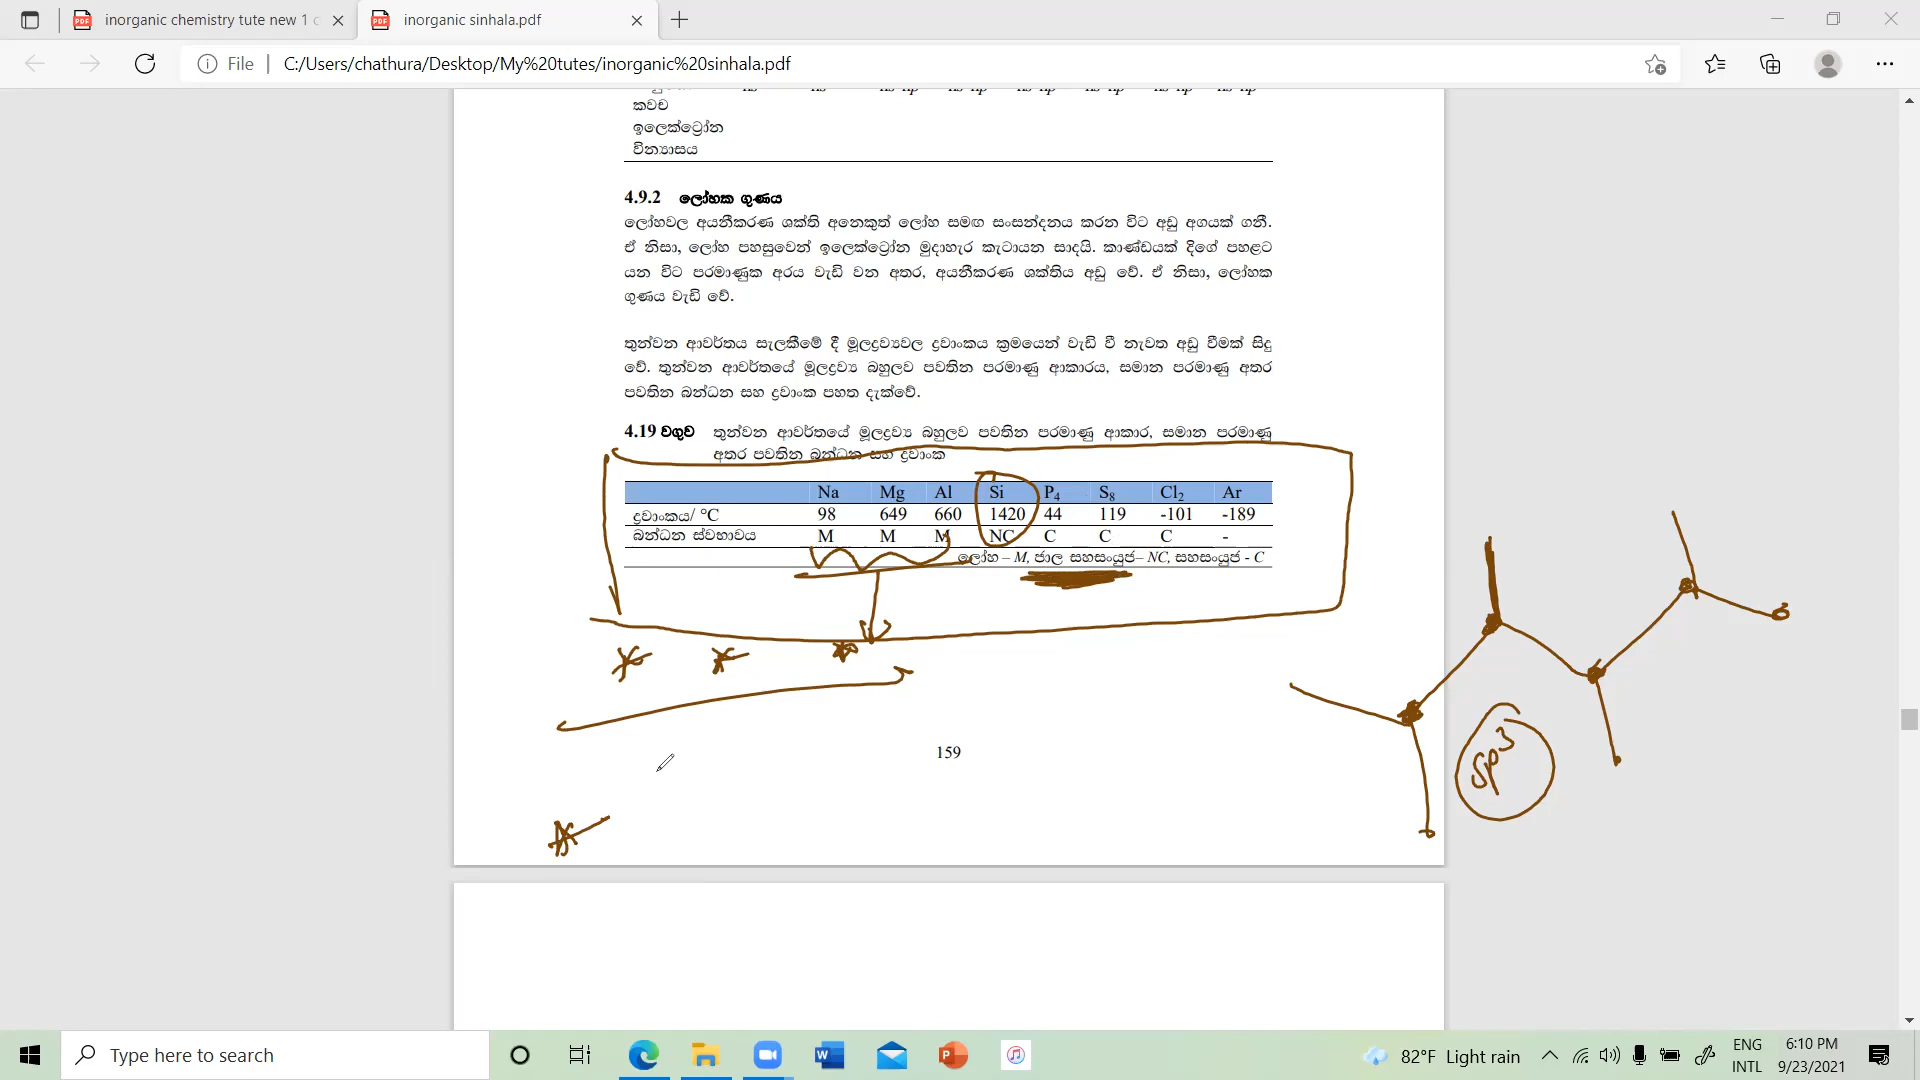 inorganic chemistry tute new 1 c
inorganic sinhala.pdf
File
C:/Users/chathura/Desktop/My%20tutes/inorganic%20sinhala.pdf
කවච
ඉලෙක්ට්‍රෝන
වින්‍යාසය
4.9.2 ලෝහක ගුණය
ලෝහවල අයනීකරණ ශක්ති අනෙකුත් ලෝහ සමඟ සංසන්දනය කරන විට අඩු අගයක් ගනී.
ඒ නිසා, ලෝහ පහසුවෙන් ඉලෙක්ට්‍රෝන මුදාහැර කැටායන සාදයි. කාණ්ඩයක් දිගේ පහළට
යන විට පරමාණුක අරය වැඩි වන අතර, අයනීකරණ ශක්තිය අඩු වේ. ඒ නිසා, ලෝහක
ගුණය වැඩි වේ.
තුන්වන ආවර්තය සැලකීමේ දී මූලද්‍රව්‍යවල ද්‍රවාංකය ක්‍රමයෙන් වැඩි වී නැවත අඩු වීමක් සිදු
වේ. තුන්වන ආවර්තයේ මූලද්‍රව්‍ය බහුලව පවතින පරමාණු ආකාරය, සමාන පරමාණු අතර
පවතින බන්ධන සහ ද්‍රවාංක පහත දැක්වේ.
4.19 වගුව තුන්වන ආවර්තයේ මූලද්‍රව්‍ය බහුලව පවතින පරමාණු ආකාර, සමාන පරමාණු
අතර පවතින බන්ධන සහ ද්‍රවාංක
Na Mg Al Si P₄ S₈ Cl₂ Ar
ද්‍රවාංකය/ °C 98 649 660 1420 44 119 -101 -189
බන්ධන ස්වභාවය M M M NC C C C -
ලෝහ – M, ජාල සහසංයුජ– NC, සහසංයුජ - C
sp³
159
Type here to search
82°F Light rain
ENG
INTL
6:10 PM
9/23/2021